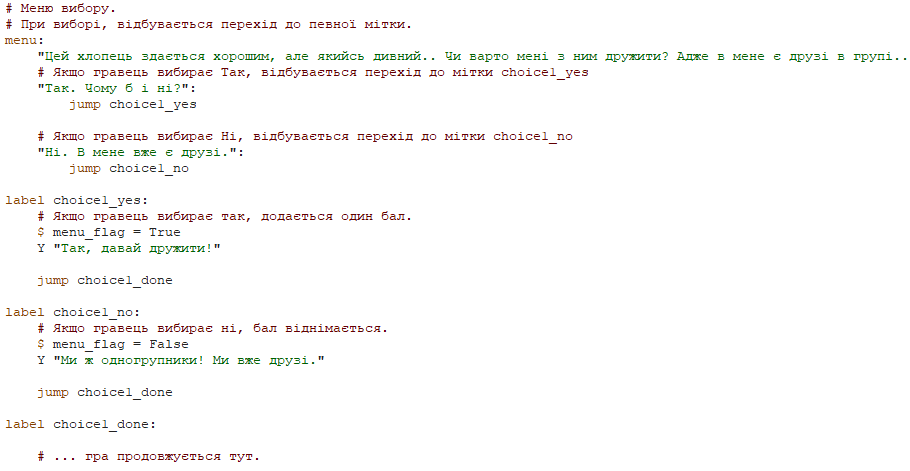 # Меню вибору.
# При виборі, відбувається перехід до певної мітки.
menu:
    "Цей хлопець здається хорошим, але якийсь дивний.. Чи варто мені з ним дружити? Адже в мене є друзі в групі..
    # Якщо гравець вибирає Так, відбувається перехід до мітки choice1_yes
    "Так. Чому б і ні?":
        jump choice1_yes

    # Якщо гравець вибирає Ні, відбувається перехід до мітки choice1_no
    "Ні. В мене вже є друзі.":
        jump choice1_no

label choice1_yes:
    # Якщо гравець вибирає так, додається один бал.
    $ menu_flag = True
    Y "Так, давай дружити!"

    jump choice1_done

label choice1_no:
    # Якщо гравець вибирає ні, бал віднімається.
    $ menu_flag = False
    Y "Ми ж одногрупники! Ми вже друзі."

    jump choice1_done

label choice1_done:

    # ... гра продовжується тут.